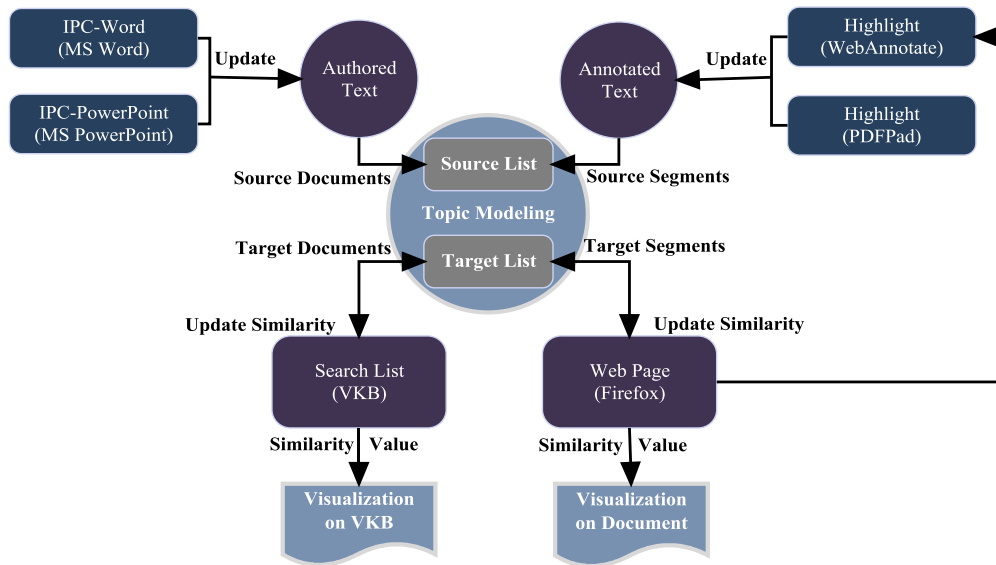 IPC-Word
(MS Word)
Update
IPC-PowerPoint
(MS PowerPoint)
Authored
Text
Annotated
Text
Update
Highlight
(WebAnnotate)
Highlight
(PDFPad)
Source Documents
Source List
Source Segments
Topic Modeling
Target Documents
Target List
Target Segments
Update Similarity
Update Similarity
Search List
(VKB)
Web Page
(Firefox)
Similarity Value
Similarity Value
Visualization
on VKB
Visualization
on Document